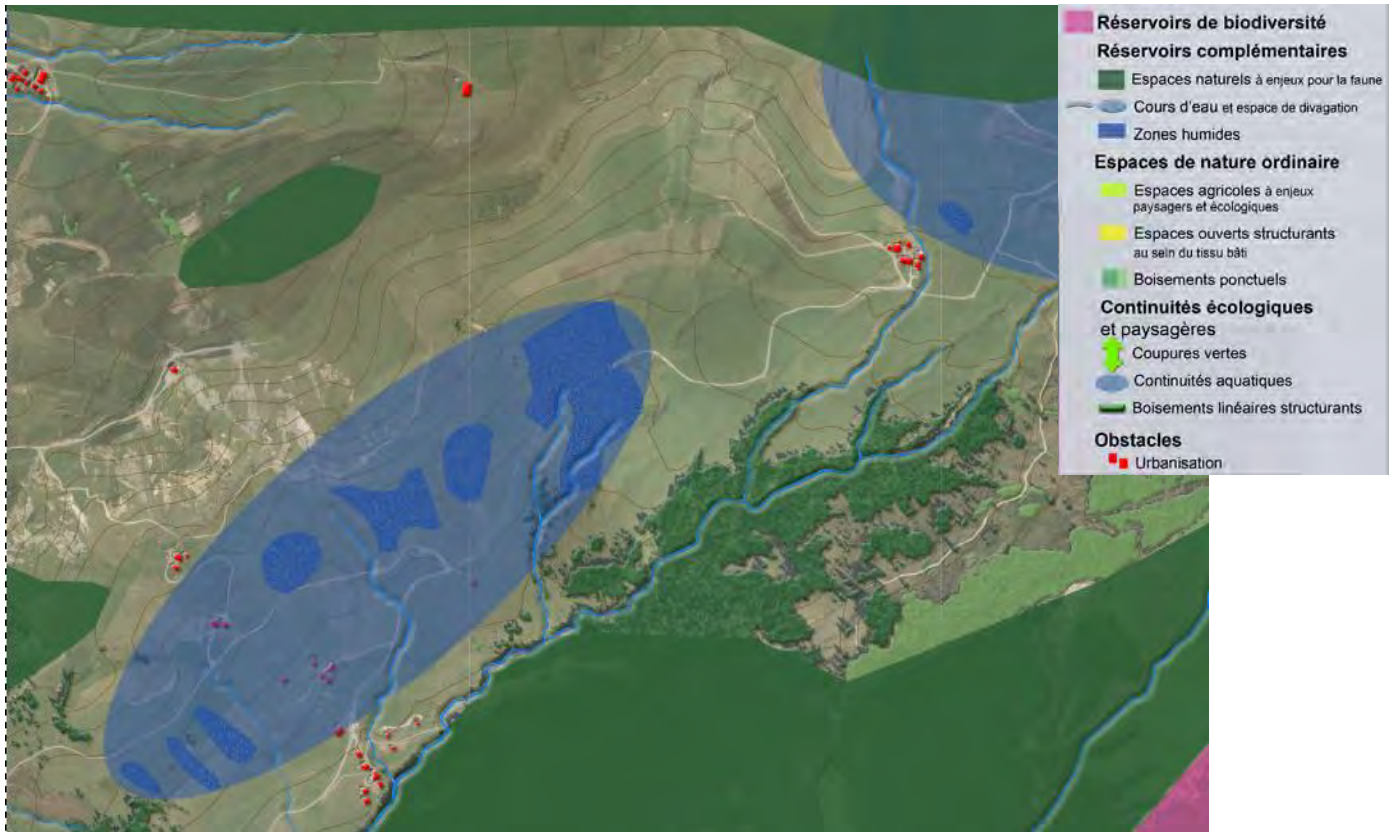 Réservoirs de biodiversité
Réservoirs complémentaires
Espaces naturels à enjeux pour la faune
Cours d'eau et espace de divagation
Zones humides
Espaces de nature ordinaire
Espaces agricoles à enjeux
paysagers et écologiques
Espaces ouverts structurants
au sein du tissu bâti
Boisements ponctuels
Continuités écologiques
et paysagères
Coupures vertes
Continuités aquatiques
Boisements linéaires structurants
Obstacles
Urbanisation